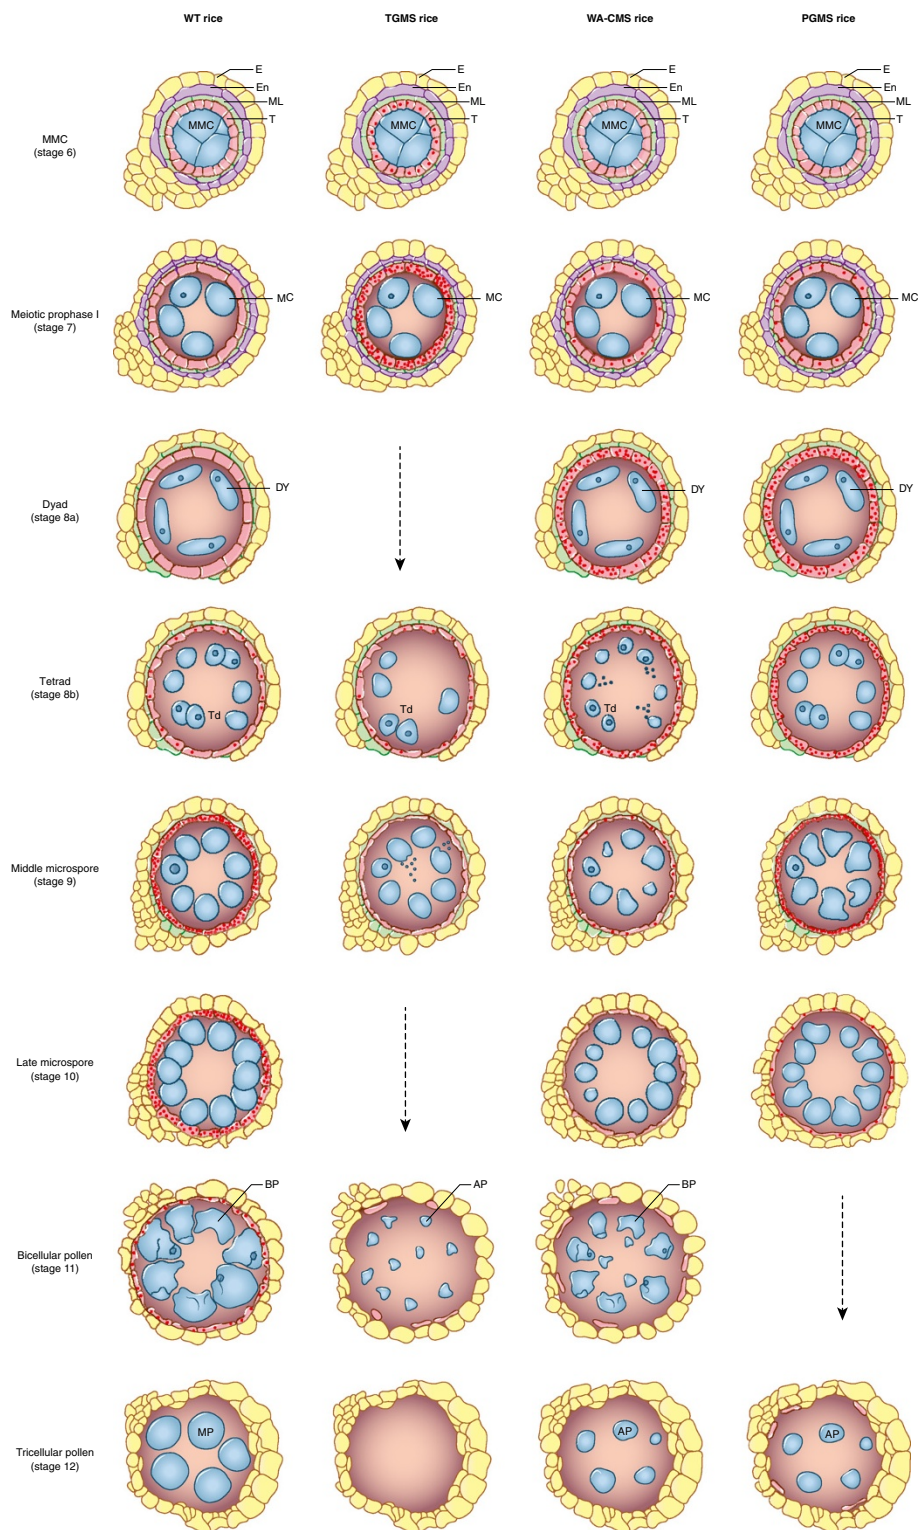 WT rice
TGMS rice
WA-CMS rice
PGMS rice
MMC
(stage 6)
E
En
ML
T
MMC
E
En
ML
T
MMC
E
En
ML
T
MMC
E
En
ML
T
MMC
Meiotic prophase I
(stage 7)
MC
MC
MC
MC
Dyad
(stage 8a)
DY
DY
DY
Tetrad
(stage 8b)
Td
Td
Td
Middle microspore
(stage 9)
Late microspore
(stage 10)
Bicellular pollen
(stage 11)
BP
AP
BP
Tricellular pollen
(stage 12)
MP
AP
AP